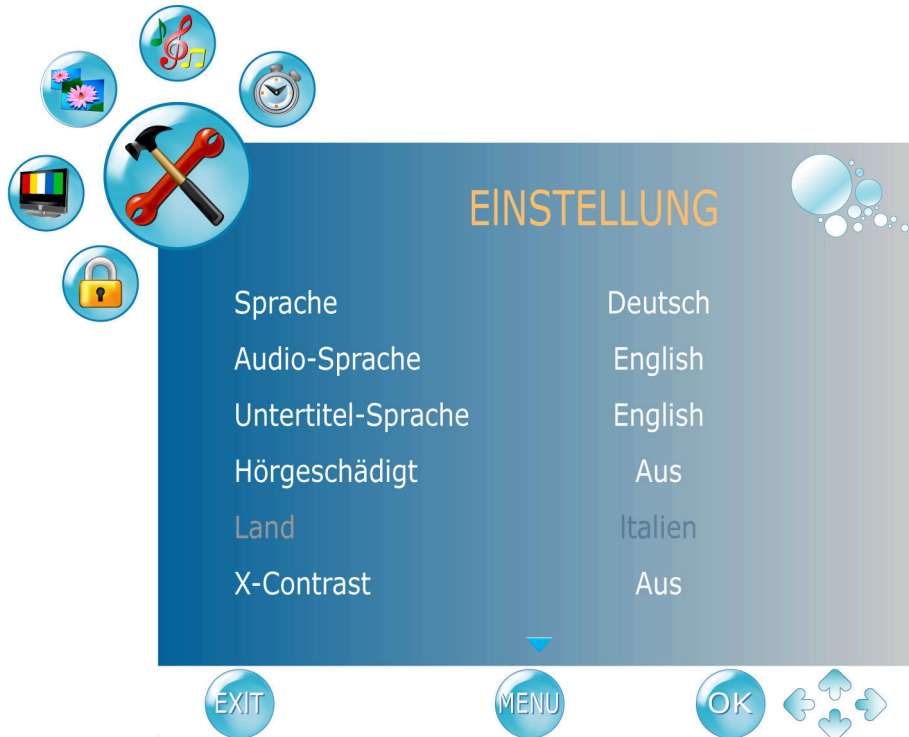 EINSTELLUNG
Sprache Deutsch
Audio-Sprache English
Untertitel-Sprache English
Hörgeschädigt Aus
Land Italien
X-Contrast Aus
EXIT MENU OK